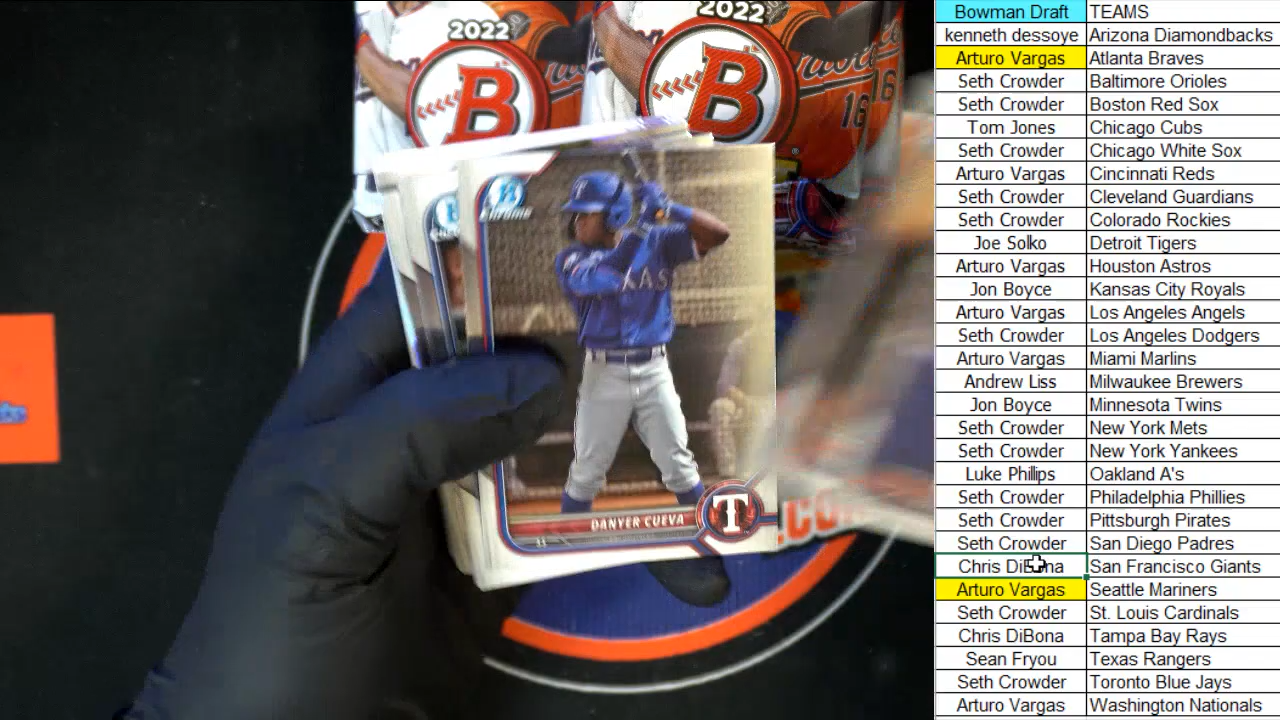 2022
2022
B
B
16
16
CHROME
T
KAS
DANYER CUEVA
T
.CO
Bowman Draft TEAMS
kenneth dessoye Arizona Diamondbacks
Arturo Vargas Atlanta Braves
Seth Crowder Baltimore Orioles
Seth Crowder Boston Red Sox
Tom Jones Chicago Cubs
Seth Crowder Chicago White Sox
Arturo Vargas Cincinnati Reds
Seth Crowder Cleveland Guardians
Seth Crowder Colorado Rockies
Joe Solko Detroit Tigers
Arturo Vargas Houston Astros
Jon Boyce Kansas City Royals
Arturo Vargas Los Angeles Angels
Seth Crowder Los Angeles Dodgers
Arturo Vargas Miami Marlins
Andrew Liss Milwaukee Brewers
Jon Boyce Minnesota Twins
Seth Crowder New York Mets
Seth Crowder New York Yankees
Luke Philips Oakland A's
Seth Crowder Philadelphia Phillies
Seth Crowder Pittsburgh Pirates
Seth Crowder San Diego Padres
Chris DiBona San Francisco Giants
Arturo Vargas Seattle Mariners
Seth Crowder St. Louis Cardinals
Chris DiBona Tampa Bay Rays
Sean Fryou Texas Rangers
Seth Crowder Toronto Blue Jays
Arturo Vargas Washington Nationals